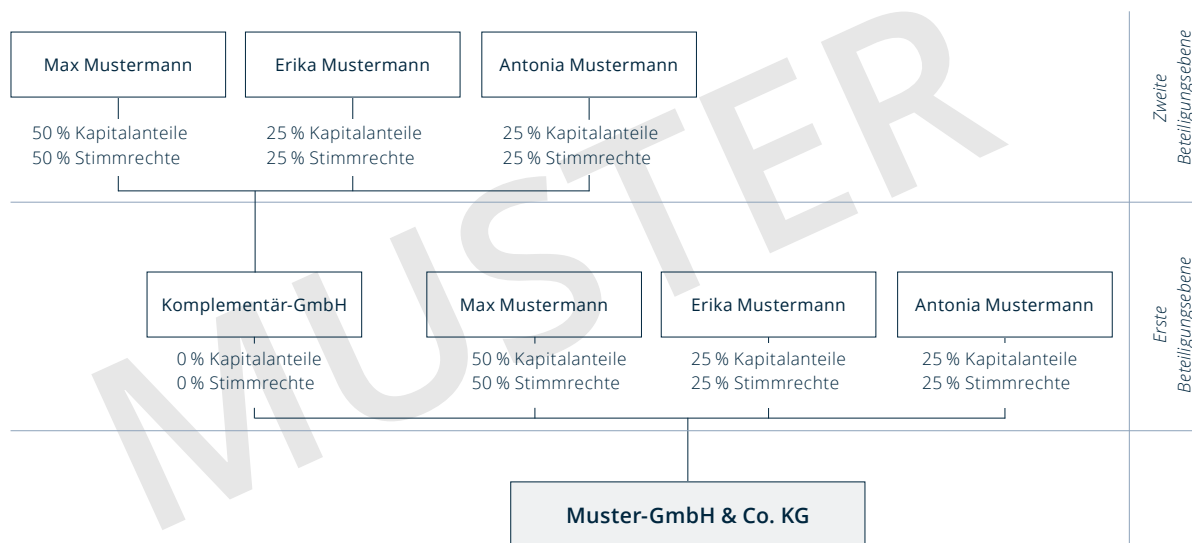 Max Mustermann
Erika Mustermann
Antonia Mustermann
50 % Kapitalanteile
50 % Stimmrechte
25 % Kapitalanteile
25 % Stimmrechte
25 % Kapitalanteile
25 % Stimmrechte
Zweite
Beteiligungsebene
Komplementär-GmbH
Max Mustermann
Erika Mustermann
Antonia Mustermann
0 % Kapitalanteile
0 % Stimmrechte
50 % Kapitalanteile
50 % Stimmrechte
25 % Kapitalanteile
25 % Stimmrechte
25 % Kapitalanteile
25 % Stimmrechte
Erste
Beteiligungsebene
Muster-GmbH & Co. KG
MUSTER